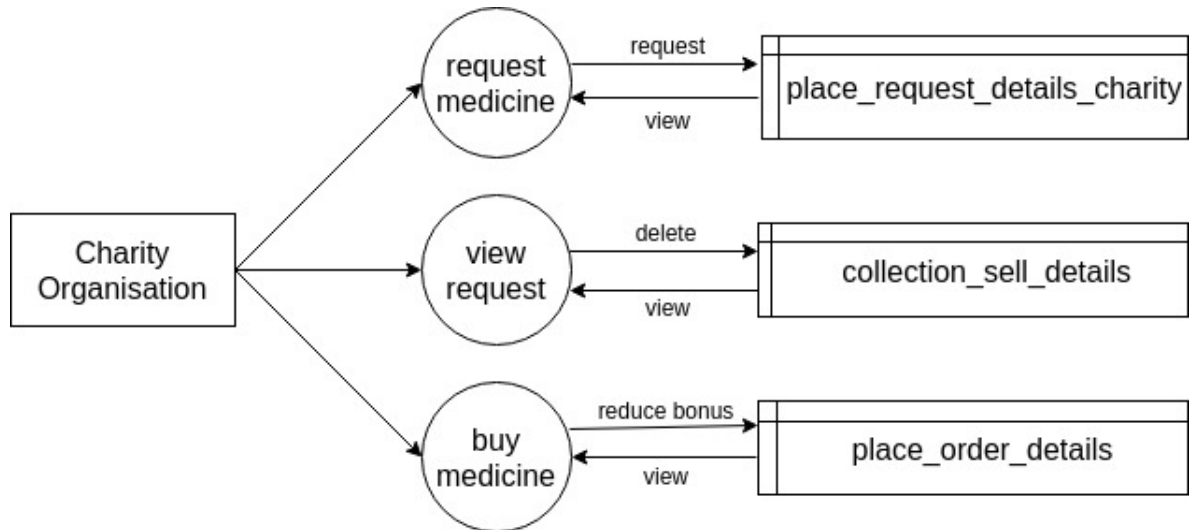 request
medicine
request
view
place_request_details_charity
Charity
Organisation
view
request
delete
view
collection_sell_details
buy
medicine
reduce bonus
view
place_order_details